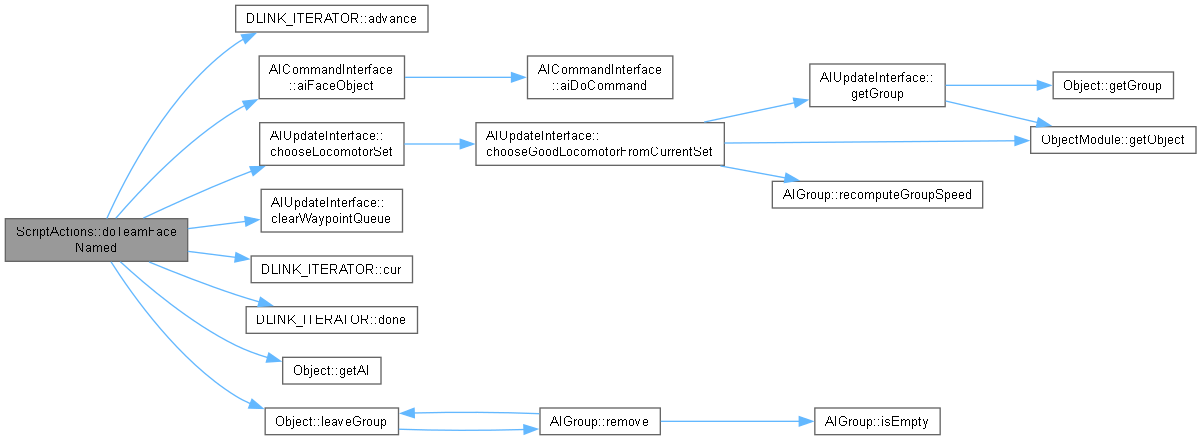 DLINK_ITERATOR::advance
AICommandInterface
::aiFaceObject
AICommandInterface
::aiDoCommand
AIUpdateInterface::
getGroup
Object::getGroup
AIUpdateInterface::
chooseLocomotorSet
AIUpdateInterface::
chooseGoodLocomotorFromCurrentSet
ObjectModule::getObject
AIGroup::recomputeGroupSpeed
AIUpdateInterface::
clearWaypointQueue
ScriptActions::doTeamFace
Named
DLINK_ITERATOR::cur
DLINK_ITERATOR::done
Object::getAI
Object::leaveGroup
AIGroup::remove
AIGroup::isEmpty